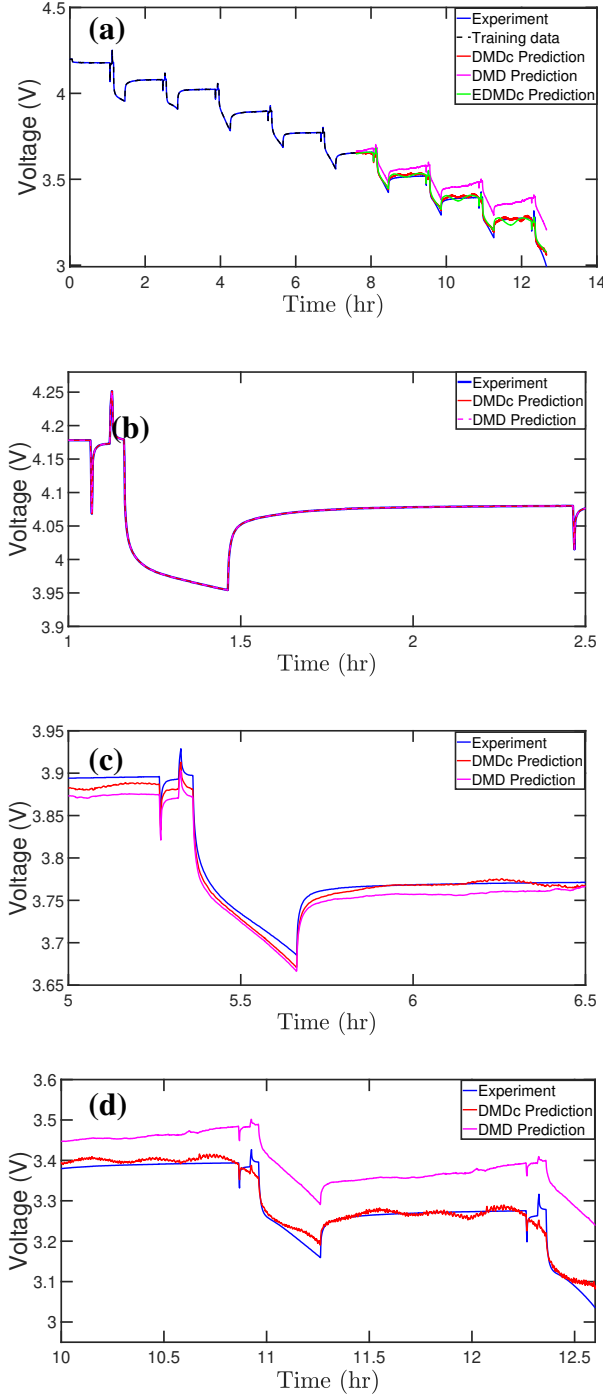 (a)
Experiment
Training data
DMDc Prediction
DMD Prediction
EDMDc Prediction
Voltage (V)
4
3.5
3
0 2 4 6 8 10 12 14
Time (hr)
(b)
Experiment
DMDc Prediction
DMD Prediction
Voltage (V)
4.25
4.2
4.15
4.1
4.05
4
3.95
3.9
1 1.5 2 2.5
Time (hr)
(c)
Experiment
DMDc Prediction
DMD Prediction
Voltage (V)
3.95
3.9
3.85
3.8
3.75
3.7
3.65
5 5.5 6 6.5
Time (hr)
(d)
Experiment
DMDc Prediction
DMD Prediction
Voltage (V)
3.6
3.5
3.4
3.3
3.2
3.1
3
10 10.5 11 11.5 12 12.5
Time (hr)